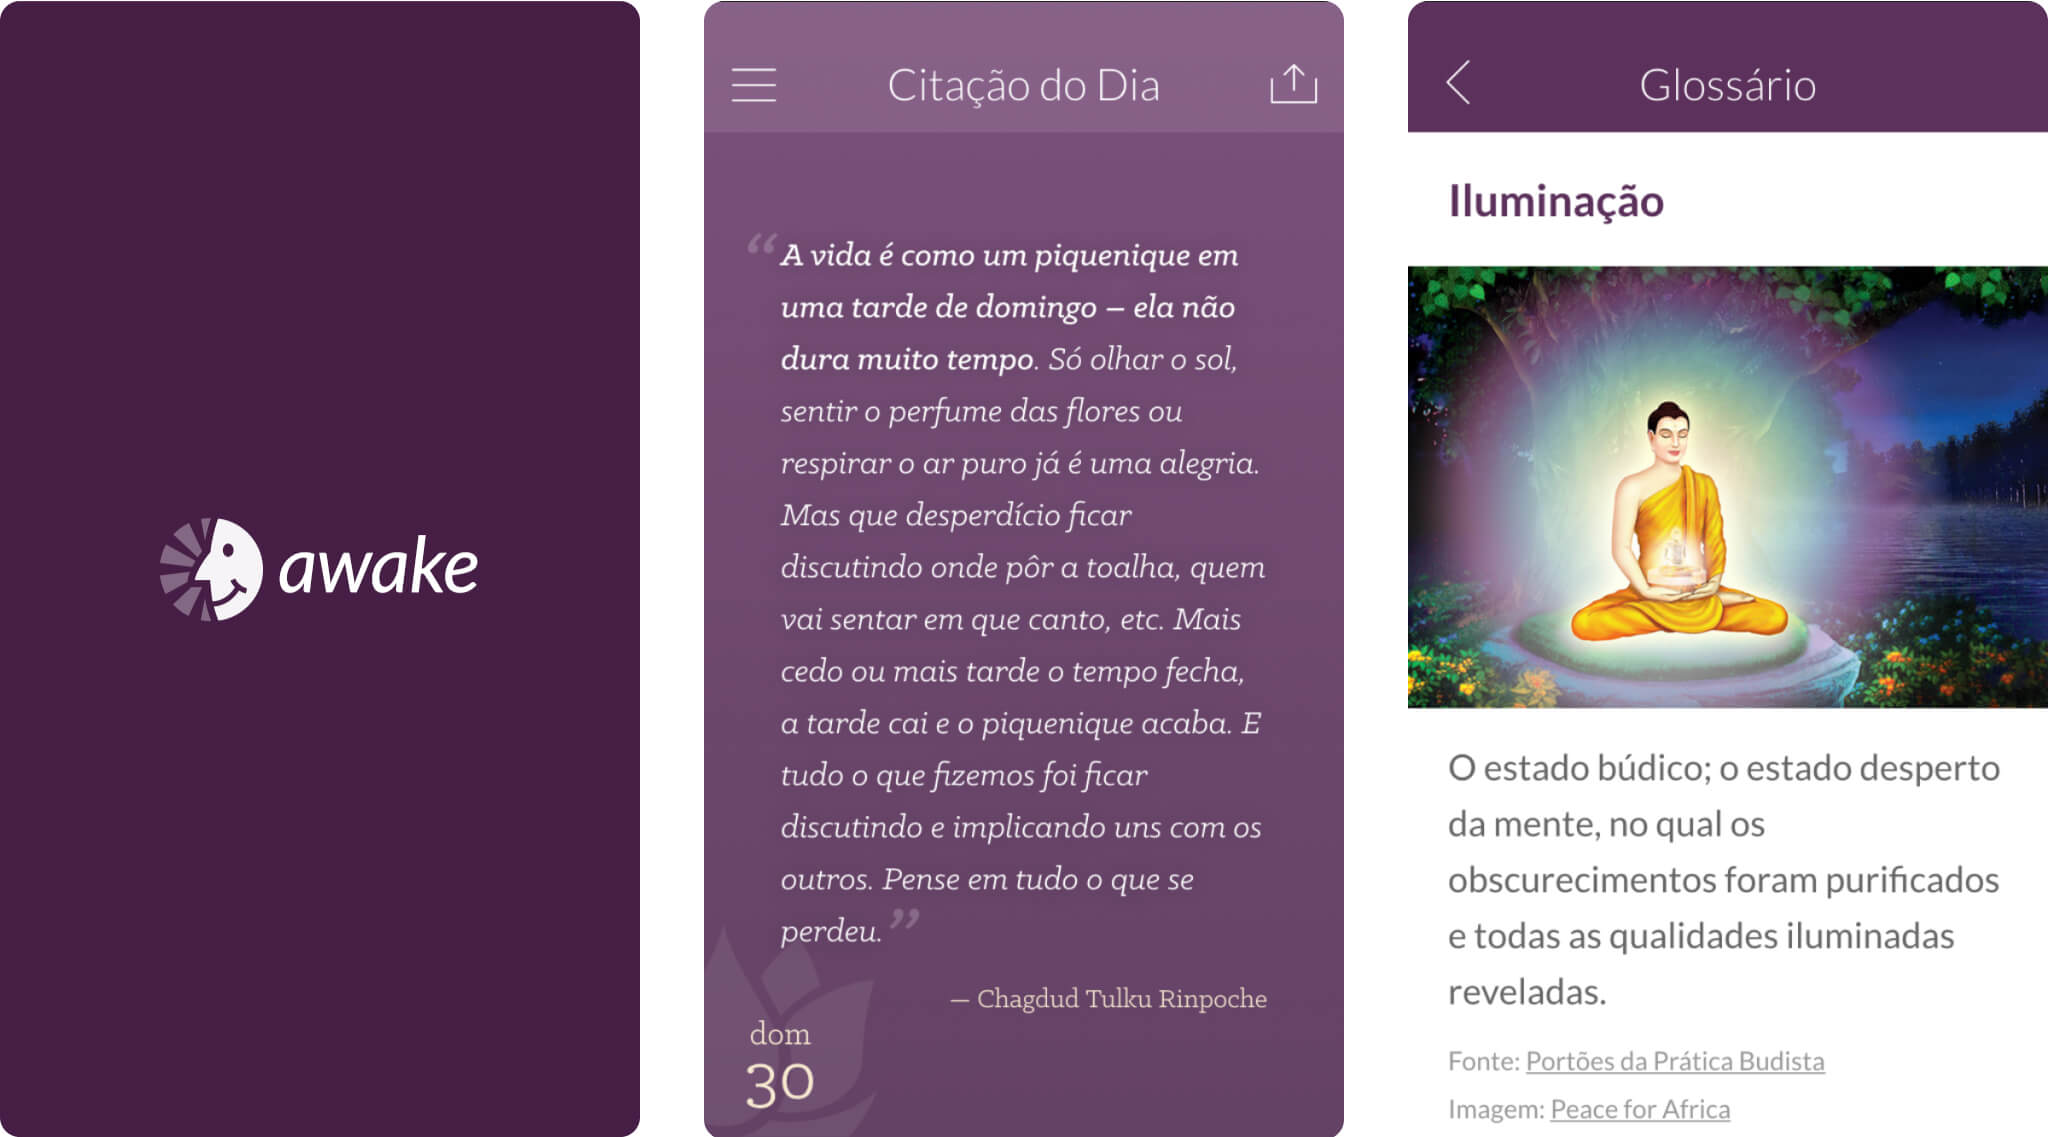 awake
Citação do Dia
“A vida é como um piquenique em
uma tarde de domingo – ela não
dura muito tempo. Só olhar o sol,
sentir o perfume das flores ou
respirar o ar puro já é uma alegria.
Mas que desperdício ficar
discutindo onde pôr a toalha, quem
vai sentar em que canto, etc. Mais
cedo ou mais tarde o tempo fecha,
a tarde cai e o piquenique acaba. E
tudo o que fizemos foi ficar
discutindo e implicando uns com os
outros. Pense em tudo o que se
perdeu.”
— Chagdud Tulku Rinpoche
dom
30
Glossário
Iluminação
O estado búdico; o estado desperto
da mente, no qual os
obscurecimentos foram purificados
e todas as qualidades iluminadas
reveladas.
Fonte: Portões da Prática Budista
Imagem: Peace for Africa